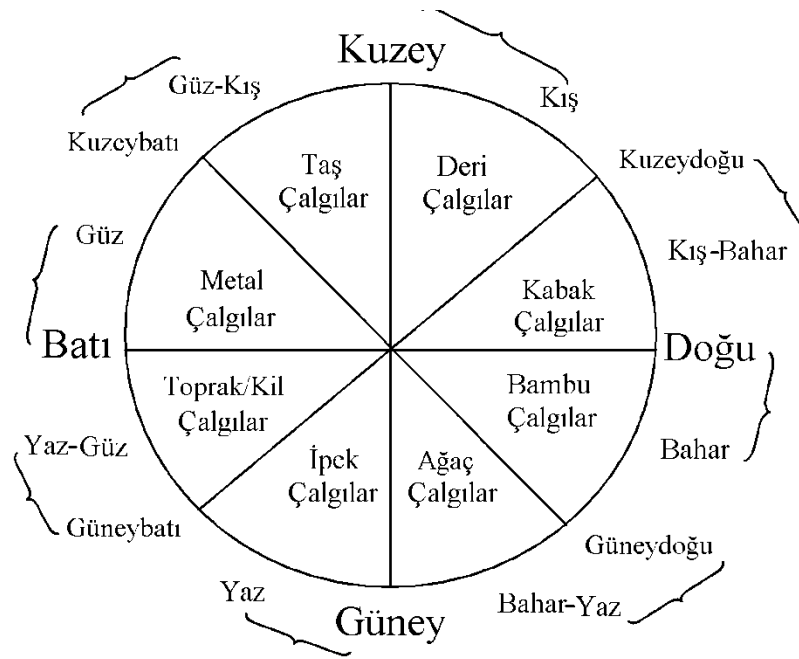 Kuzey
Güz-Kış
Kış
Kuzeybatı
Kuzeydoğu
Taş
Çalgılar
Deri
Çalgılar
Güz
Kış-Bahar
Metal
Çalgılar
Kabak
Çalgılar
Batı
Doğu
Toprak/Kil
Çalgılar
Bambu
Çalgılar
Yaz-Güz
Bahar
İpek
Çalgılar
Ağaç
Çalgılar
Güneybatı
Güneydoğu
Yaz
Bahar-Yaz
Güney